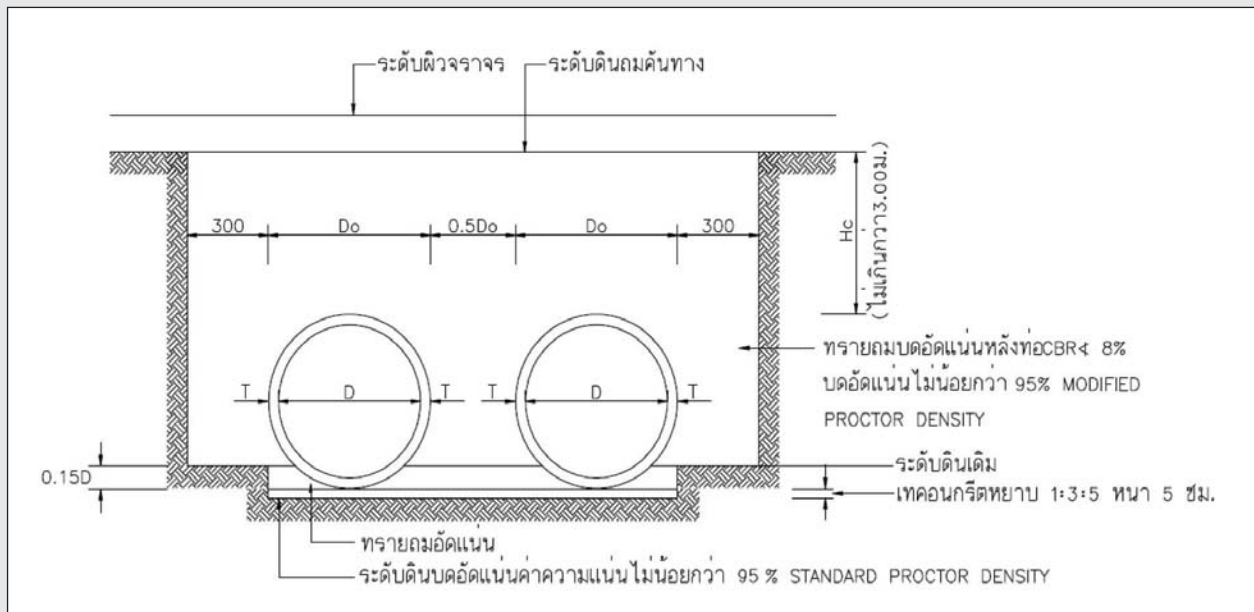 ระดับผิวจราจร
ระดับดินถมคันทาง
300 Do 0.5Do Do 300
Hc
(ไม่เกินกว่า3.00ม.)
ทรายถมบดอัดแน่นหลังท่อCBR≮ 8%
บดอัดแน่นไม่น้อยกว่า 95% MODIFIED
PROCTOR DENSITY
T D T T D T
0.15D
ระดับดินเดิม
เทคอนกรีตหยาบ 1:3:5 หนา 5 ซม.
ทรายถมอัดแน่น
ระดับดินบดอัดแน่นค่าความแน่นไม่น้อยกว่า 95 % STANDARD PROCTOR DENSITY